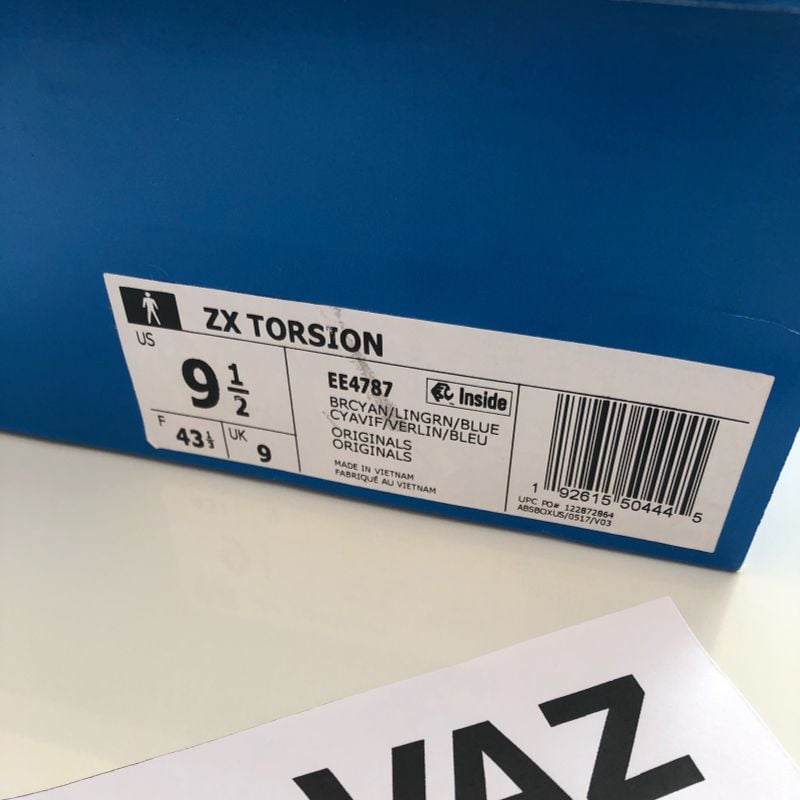 ZX TORSION
US
9 1/2
F
43 1/3
UK
9
EE4787
Inside
BRCYAN/LINGRN/BLUE
CYAVIF/VERLIN/BLEU
ORIGINALS
ORIGINALS
MADE IN VIETNAM
FABRIQUÉ AU VIETNAM
1 92615 50444 5
UPC PO# 122872864
ABSBOXUS/0517/V03
VAZ